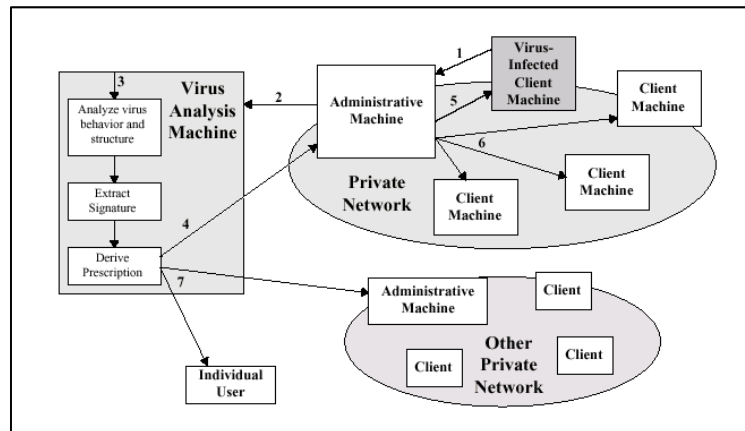 1
Virus-
Infected
Client
Machine
3
Virus
Analysis
Machine
2
Administrative
Machine
5
Client
Machine
Analyze virus
behavior and
structure
6
Client
Machine
Private
Network
Client
Machine
Extract
Signature
4
Derive
Prescription
7
Administrative
Machine
Client
Other
Private
Network
Client
Client
Individual
User